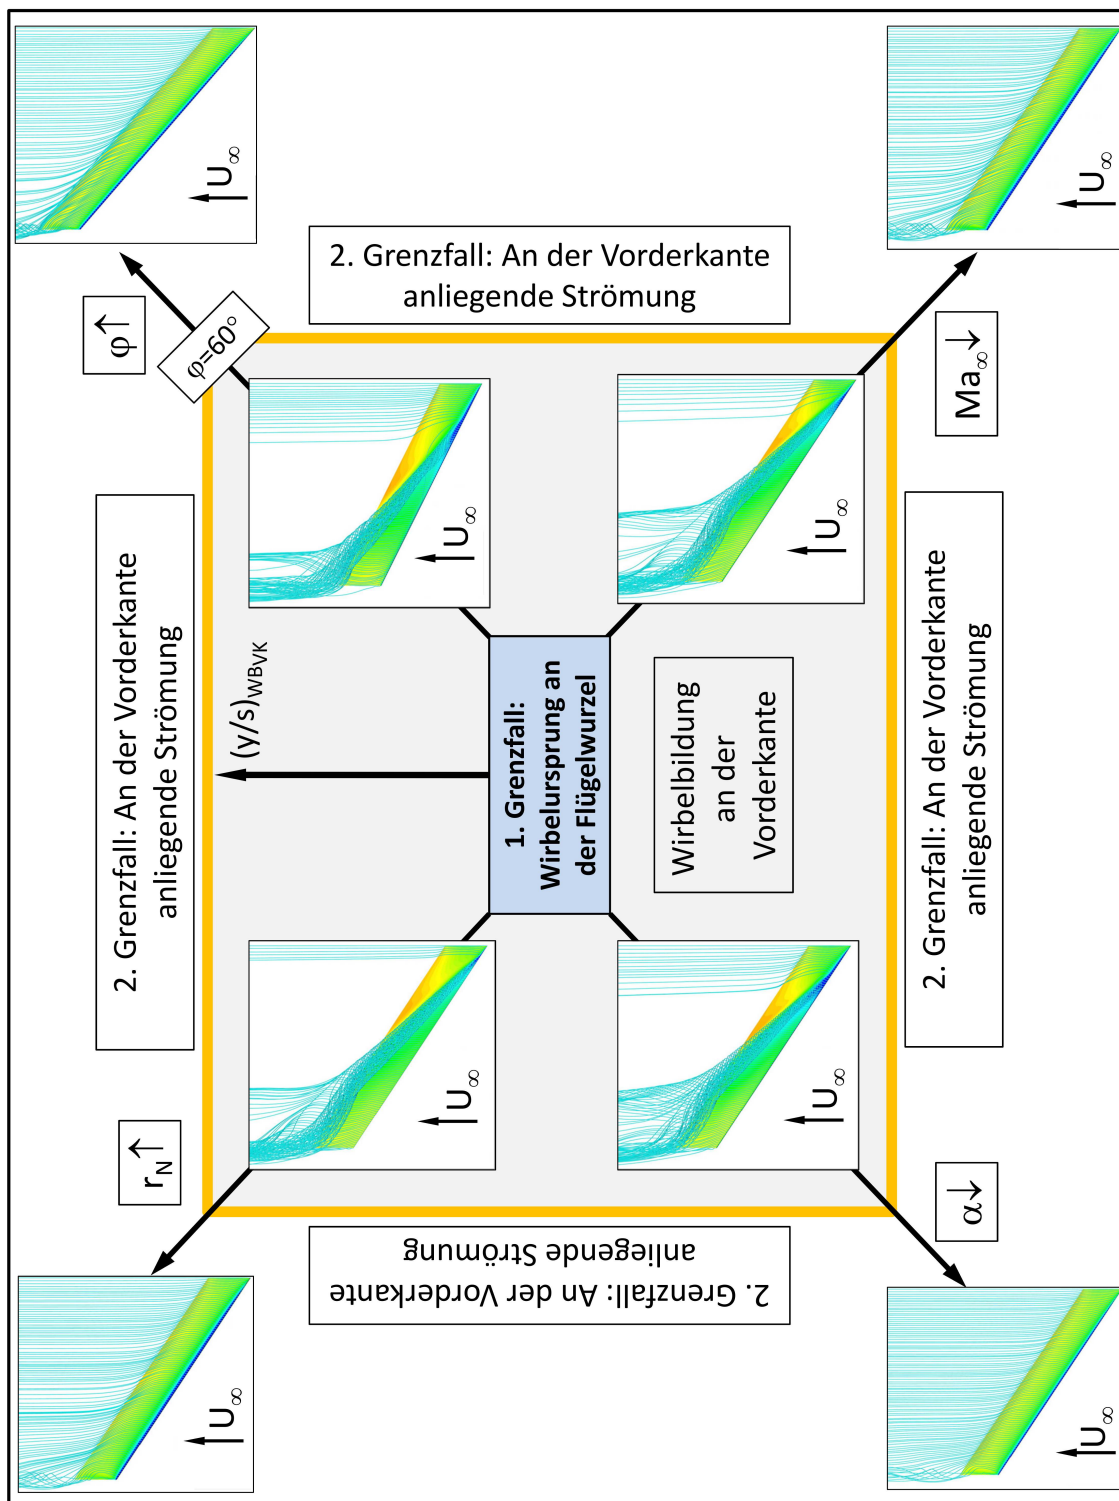 2. Grenzfall: An der Vorderkante
anliegende Strömung
r_N↑
φ↑
φ=60°
U∞
U∞
(y/s)_WB_VK
U∞
U∞
2. Grenzfall: An der Vorderkante
anliegende Strömung
1. Grenzfall:
Wirbelursprung an
der Flügelwurzel
2. Grenzfall: An der Vorderkante
anliegende Strömung
Wirbelbildung
an der
Vorderkante
U∞
U∞
α↓
Ma∞↓
2. Grenzfall: An der Vorderkante
anliegende Strömung
U∞
U∞